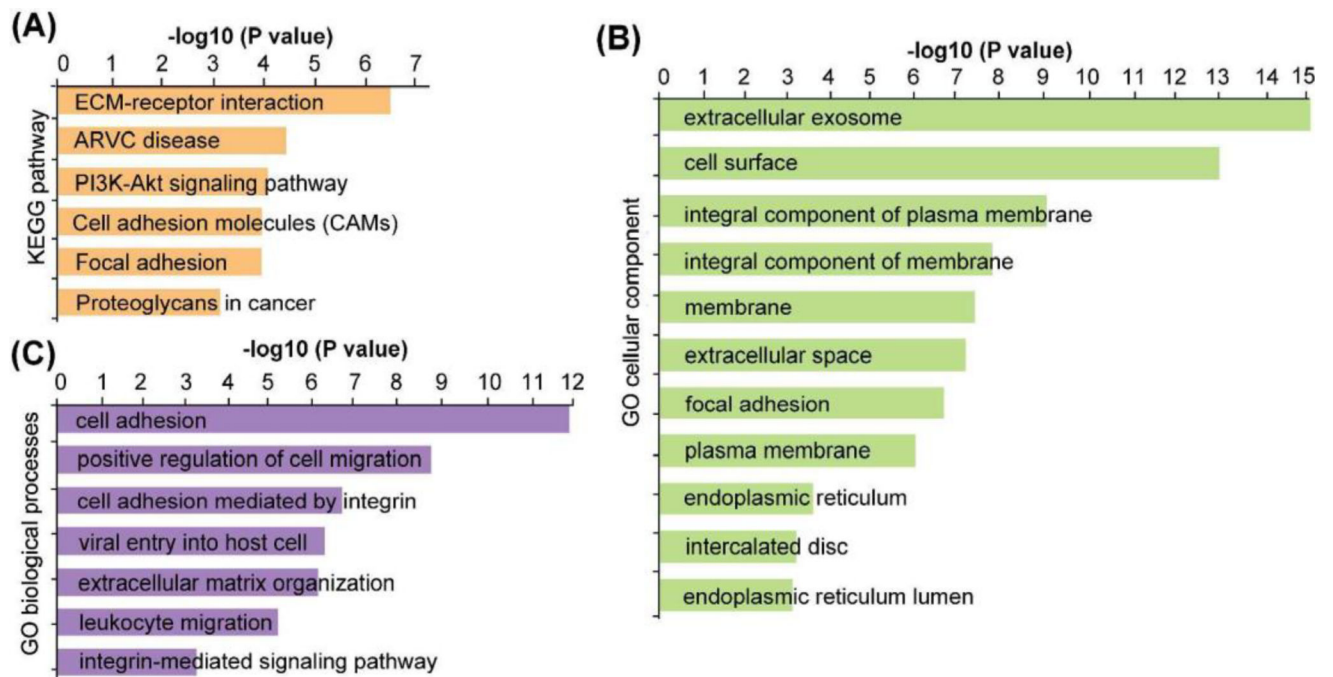 (A)
-log10 (P value)
0 1 2 3 4 5 6 7
KEGG pathway
ECM-receptor interaction
ARVC disease
PI3K-Akt signaling pathway
Cell adhesion molecules (CAMs)
Focal adhesion
Proteoglycans in cancer
(B)
-log10 (P value)
0 1 2 3 4 5 6 7 8 9 10 11 12 13 14 15
GO cellular component
extracellular exosome
cell surface
integral component of plasma membrane
integral component of membrane
membrane
extracellular space
focal adhesion
plasma membrane
endoplasmic reticulum
intercalated disc
endoplasmic reticulum lumen
(C)
-log10 (P value)
0 1 2 3 4 5 6 7 8 9 10 11 12
GO biological processes
cell adhesion
positive regulation of cell migration
cell adhesion mediated by integrin
viral entry into host cell
extracellular matrix organization
leukocyte migration
integrin-mediated signaling pathway